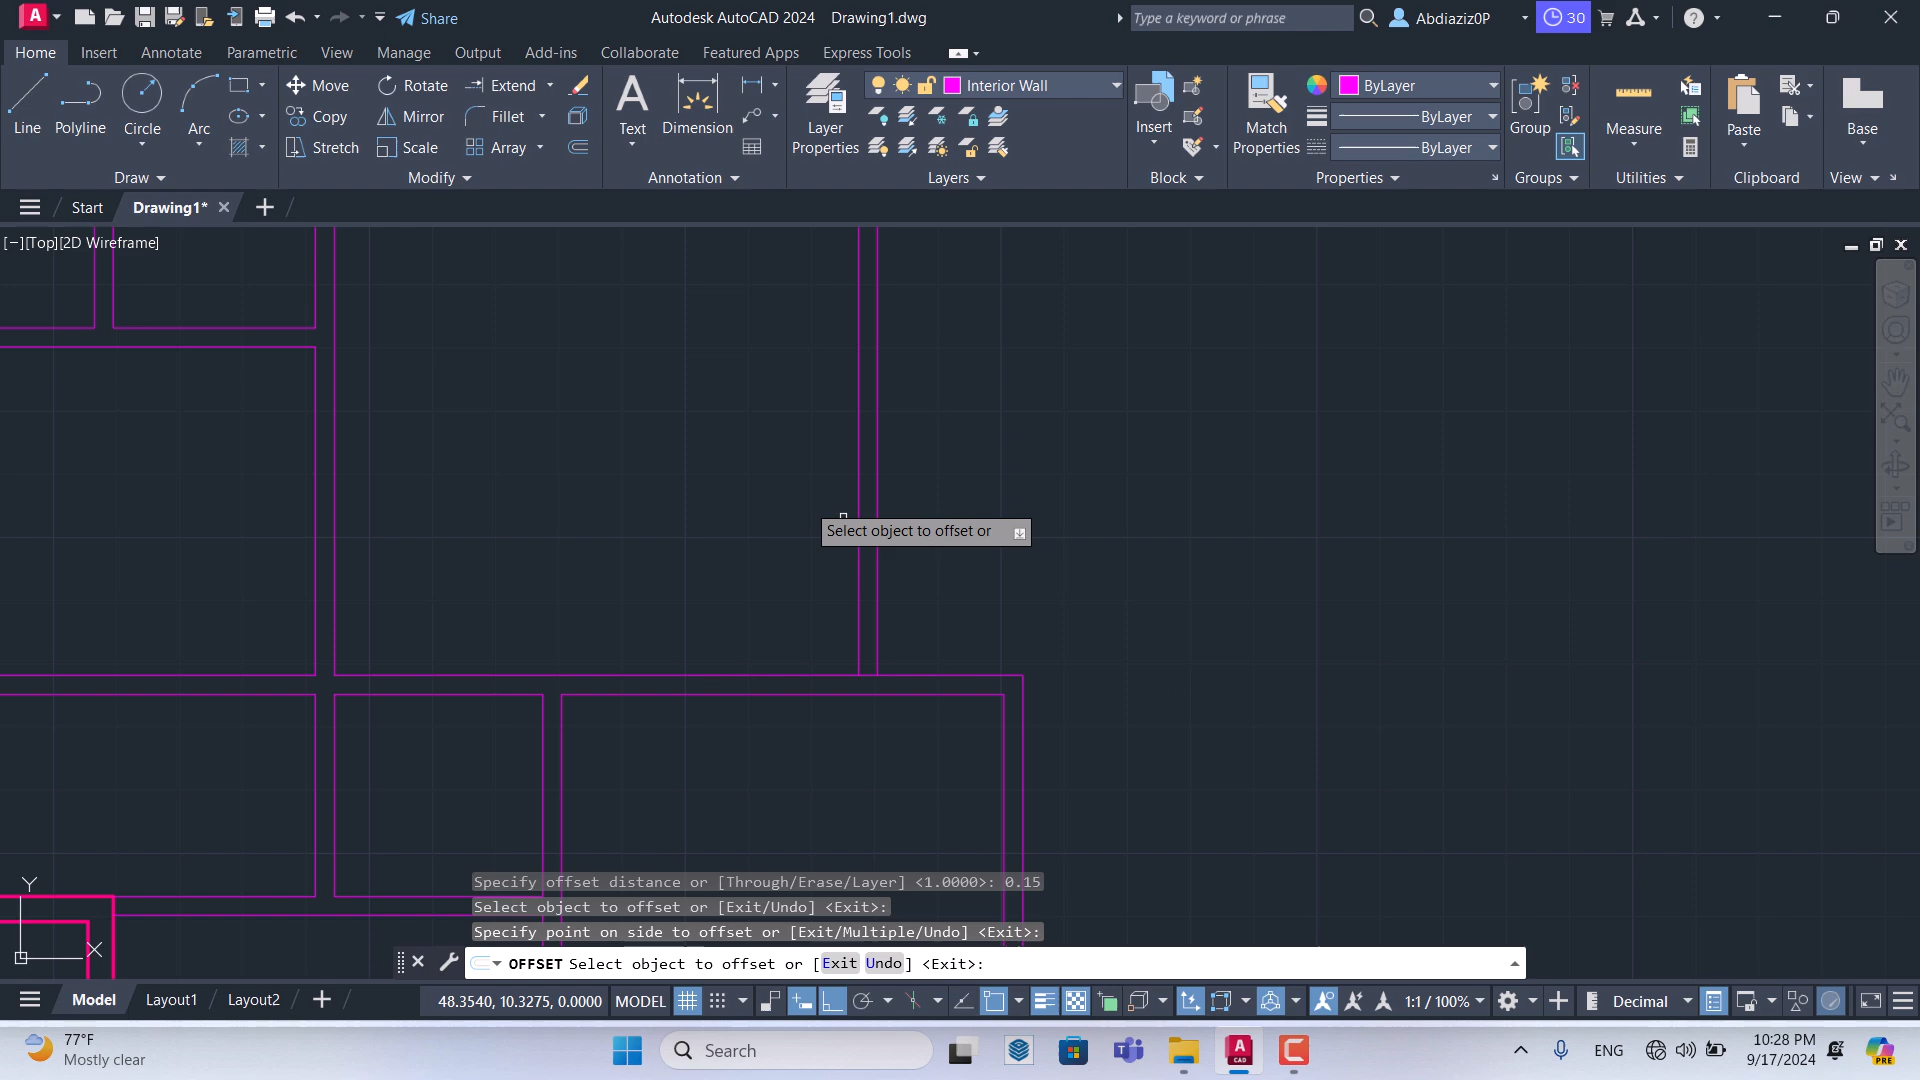 A
Share
Autodesk AutoCAD 2024 Drawing1.dwg
Type a keyword or phrase
Abdiaziz0P
30
Home Insert Annotate Parametric View Manage Output Add-ins Collaborate Featured Apps Express Tools
Line Polyline Circle Arc
Move Rotate Extend
Copy Mirror Fillet
Stretch Scale Array
Text Dimension
Layer Properties
Interior Wall
Insert
Match Properties
ByLayer
ByLayer
ByLayer
Group
Measure
Paste
Base
Draw Modify Annotation Layers Block Properties Groups Utilities Clipboard View
Start Drawing1*
[−][Top][2D Wireframe]
Select object to offset or
Y
X
Specify offset distance or [Through/Erase/Layer] <1.0000>: 0.15
Select object to offset or [Exit/Undo] <Exit>:
Specify point on side to offset or [Exit/Multiple/Undo] <Exit>:
OFFSET Select object to offset or [Exit Undo] <Exit>:
Model Layout1 Layout2
48.3540, 10.3275, 0.0000 MODEL
1:1 / 100%
Decimal
77°F
Mostly clear
Search
A
CAD
ENG
10:28 PM
9/17/2024
PRE